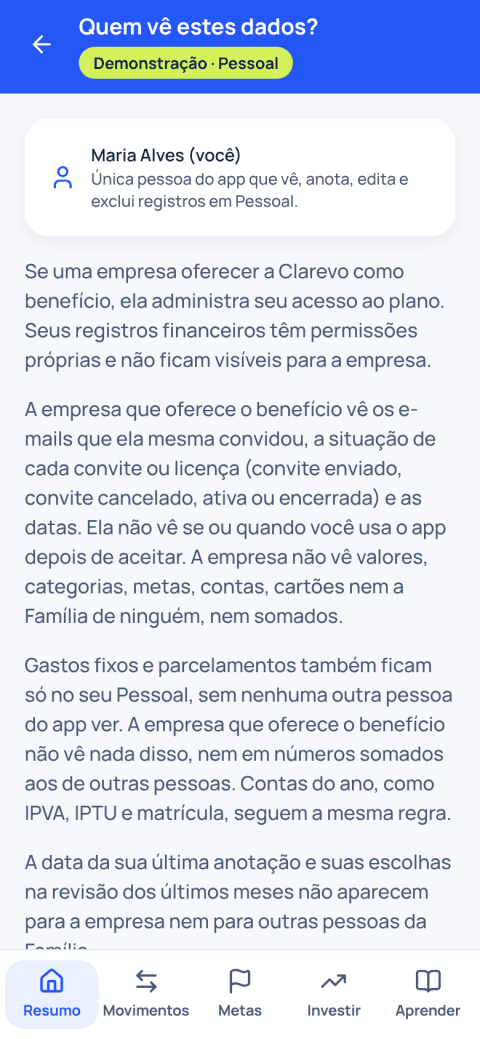 Quem vê estes dados?
Demonstração · Pessoal
Maria Alves (você)
Única pessoa do app que vê, anota, edita e
exclui registros em Pessoal.
Se uma empresa oferecer a Clarevo como
benefício, ela administra seu acesso ao plano.
Seus registros financeiros têm permissões
próprias e não ficam visíveis para a empresa.
A empresa que oferece o benefício vê os e-
mails que ela mesma convidou, a situação de
cada convite ou licença (convite enviado,
convite cancelado, ativa ou encerrada) e as
datas. Ela não vê se ou quando você usa o app
depois de aceitar. A empresa não vê valores,
categorias, metas, contas, cartões nem a
Família de ninguém, nem somados.
Gastos fixos e parcelamentos também ficam
só no seu Pessoal, sem nenhuma outra pessoa
do app ver. A empresa que oferece o benefício
não vê nada disso, nem em números somados
aos de outras pessoas. Contas do ano, como
IPVA, IPTU e matrícula, seguem a mesma regra.
A data da sua última anotação e suas escolhas
na revisão dos últimos meses não aparecem
para a empresa nem para outras pessoas da
Família.
Resumo
Movimentos
Metas
Investir
Aprender